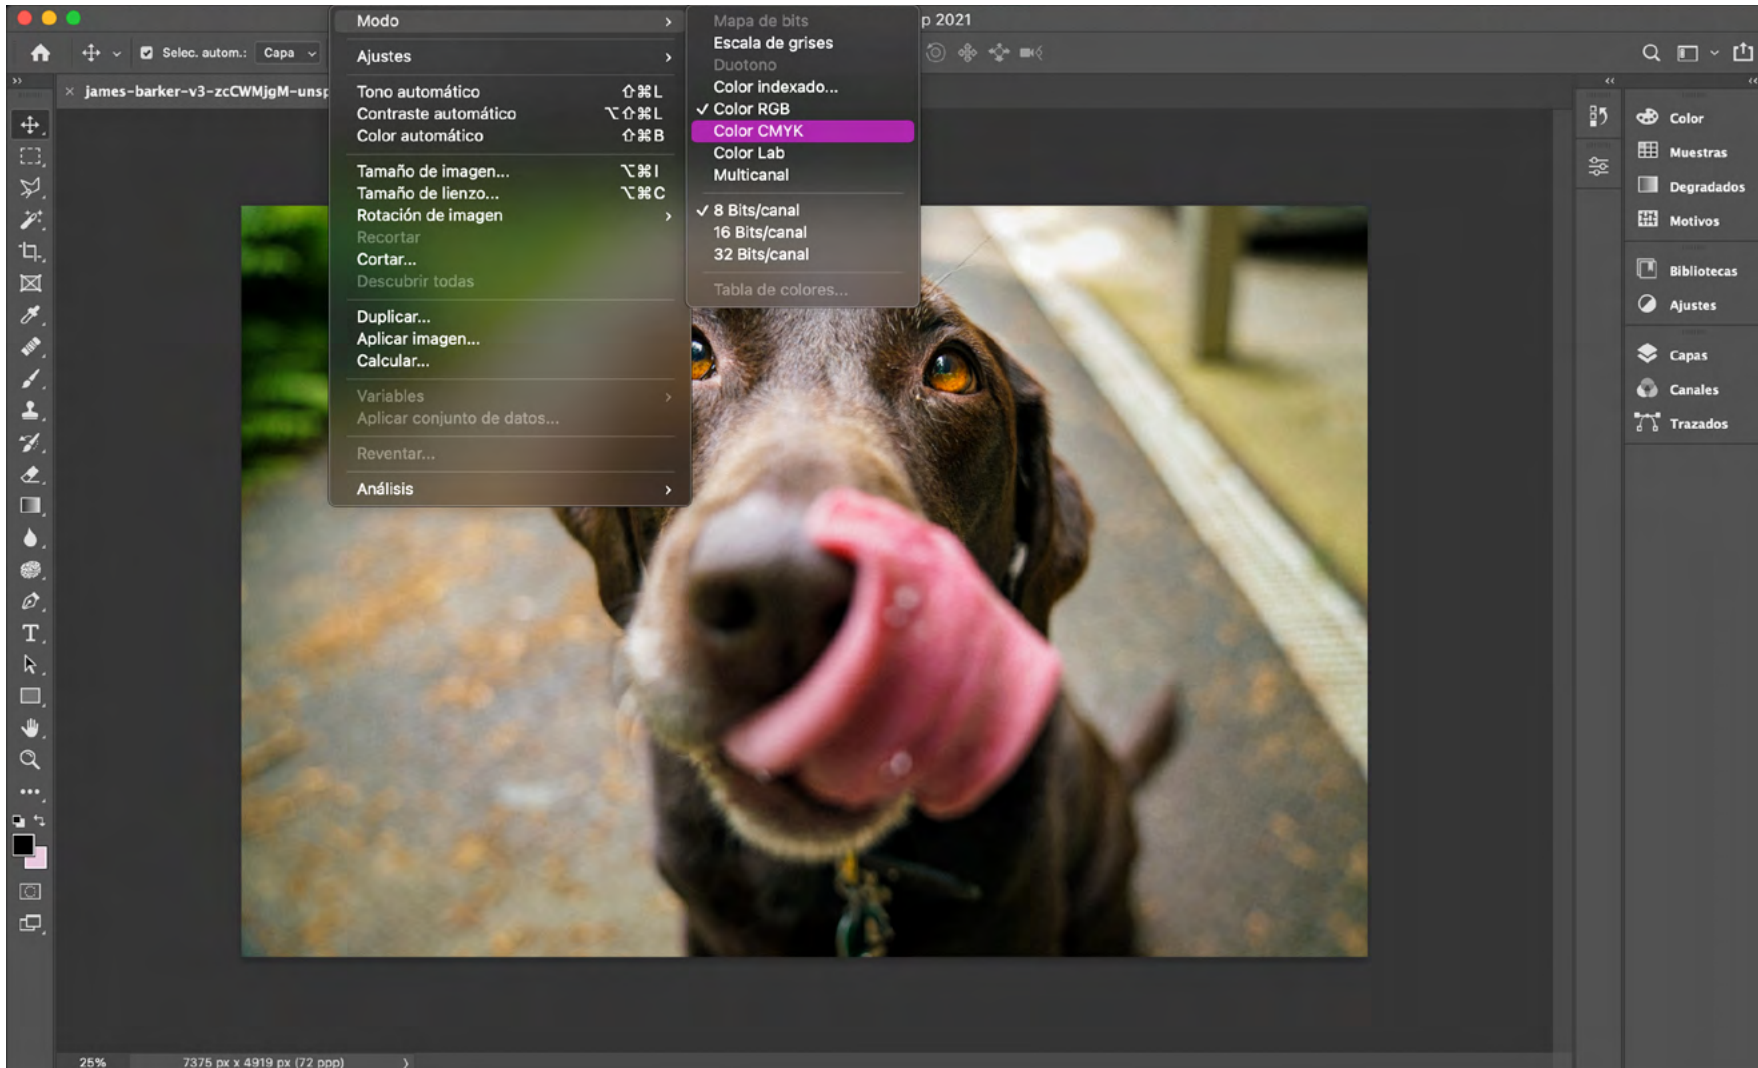 p 2021
Selec. autom.: Capa
james-barker-v3-zcCWMjgM-unsp
Modo
Ajustes
Tono automático ⇧⌘L
Contraste automático ⌥⇧⌘L
Color automático ⇧⌘B
Tamaño de imagen... ⌥⌘I
Tamaño de lienzo... ⌥⌘C
Rotación de imagen
Recortar
Cortar...
Descubrir todas
Duplicar...
Aplicar imagen...
Calcular...
Variables
Aplicar conjunto de datos...
Reventar...
Análisis
Mapa de bits
Escala de grises
Duotono
Color indexado...
✓ Color RGB
Color CMYK
Color Lab
Multicanal
✓ 8 Bits/canal
16 Bits/canal
32 Bits/canal
Tabla de colores...
Color
Muestras
Degradados
Motivos
Bibliotecas
Ajustes
Capas
Canales
Trazados
25% 7375 px x 4919 px (72 ppp)